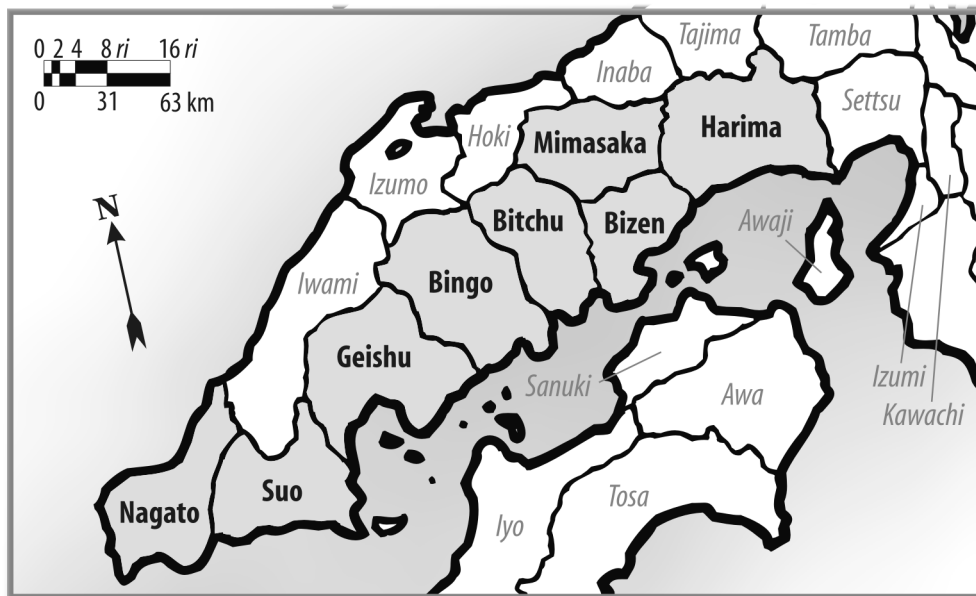 Tajima
Tamba
0 2 4 8 ri 16 ri
Inaba
Settsu
0 31 63 km
Hoki
Mimasaka
Harima
Izumo
N
Bitchu
Bizen
Awaji
Iwami
Bingo
Geishu
Sanuki
Awa
Izumi
Kawachi
Nagato
Suo
Iyo
Tosa